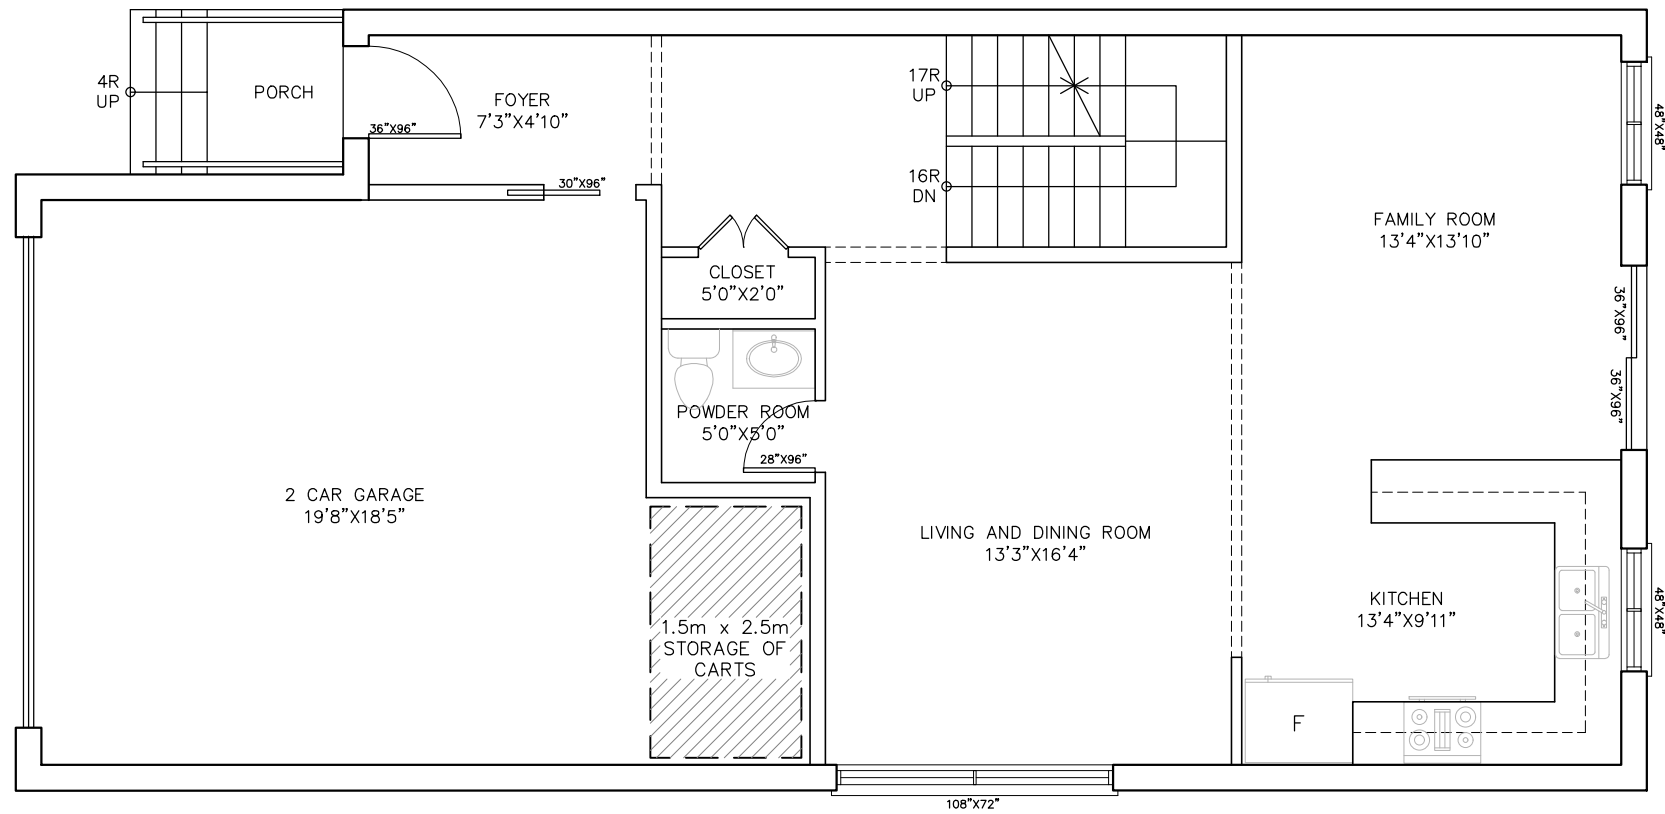 4R
UP
PORCH
36"X96"
FOYER
7'3"X4'10"
30"X96"
17R
UP
16R
DN
48"X48"
FAMILY ROOM
13'4"X13'10"
36"X96"
36"X96"
CLOSET
5'0"X2'0"
POWDER ROOM
5'0"X5'0"
28"X96"
2 CAR GARAGE
19'8"X18'5"
LIVING AND DINING ROOM
13'3"X16'4"
KITCHEN
13'4"X9'11"
48"X48"
1.5m x 2.5m
STORAGE OF
CARTS
F
108"X72"